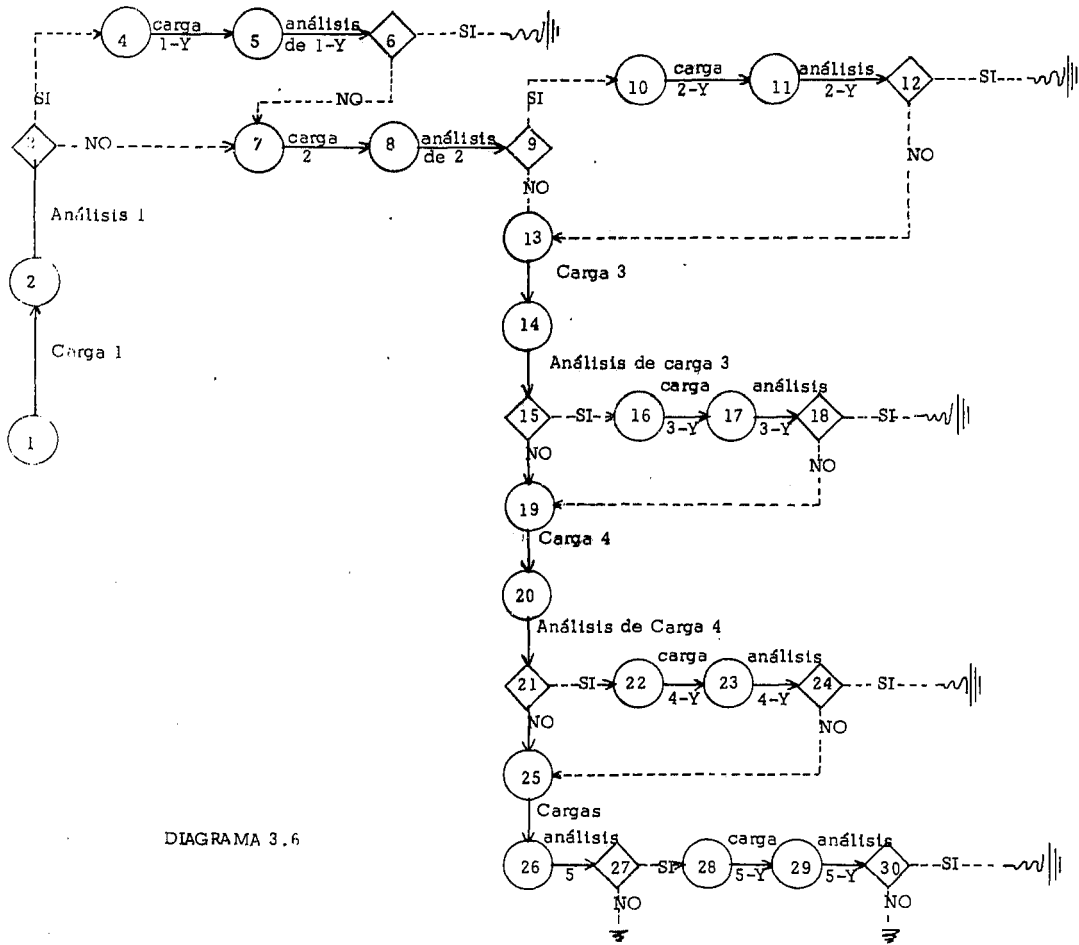 4 carga 1-Y 5 análisis de 1-Y 6 SI
SI
NO
3 NO 7 carga 2 8 análisis de 2 9
SI
10 carga 2-Y 11 análisis 2-Y 12 SI
NO
NO
Análisis 1
2
Carga 1
1
13
Carga 3
14
Análisis de carga 3
15 SI 16 carga 3-Y 17 análisis 3-Y 18 SI
NO
NO
19
Carga 4
20
Análisis de Carga 4
21 SI 22 carga 4-Y 23 análisis 4-Y 24 SI
NO
NO
25
Cargas
26 análisis 5 27 SI 28 carga 5-Y 29 análisis 5-Y 30 SI
NO
NO
DIAGRAMA 3.6